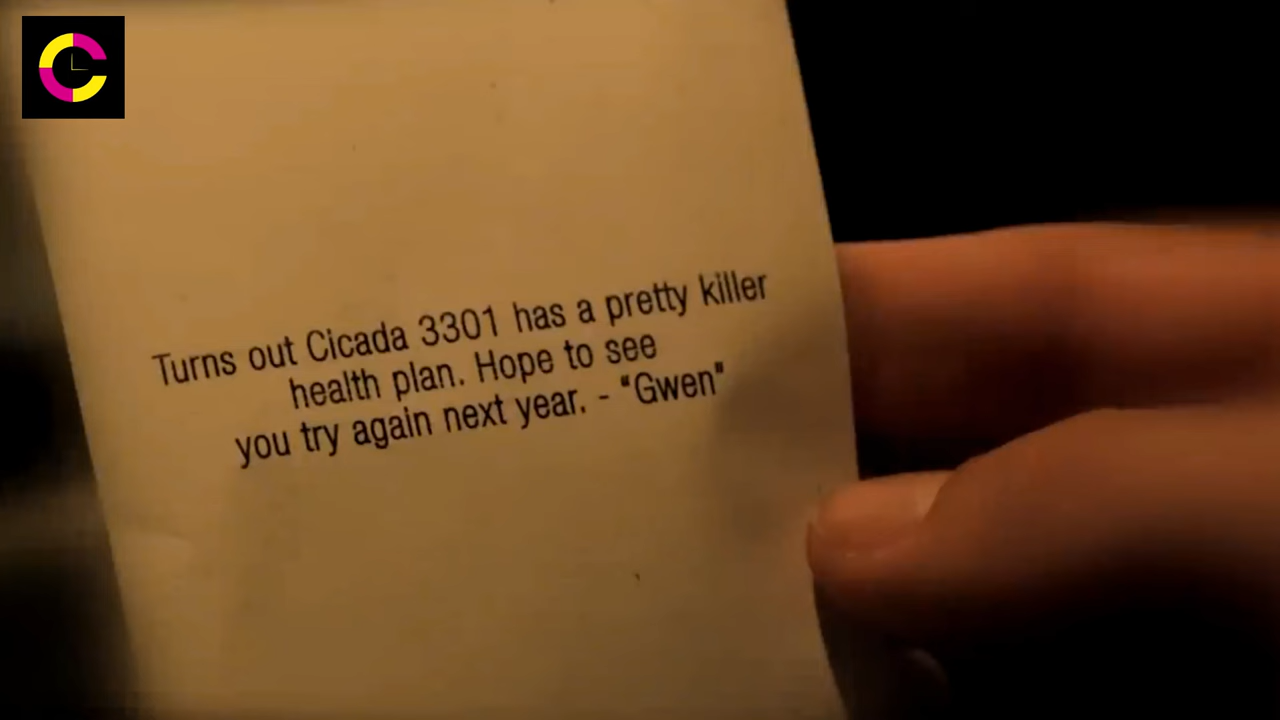 Turns out Cicada 3301 has a pretty killer
health plan. Hope to see
you try again next year. - "Gwen"